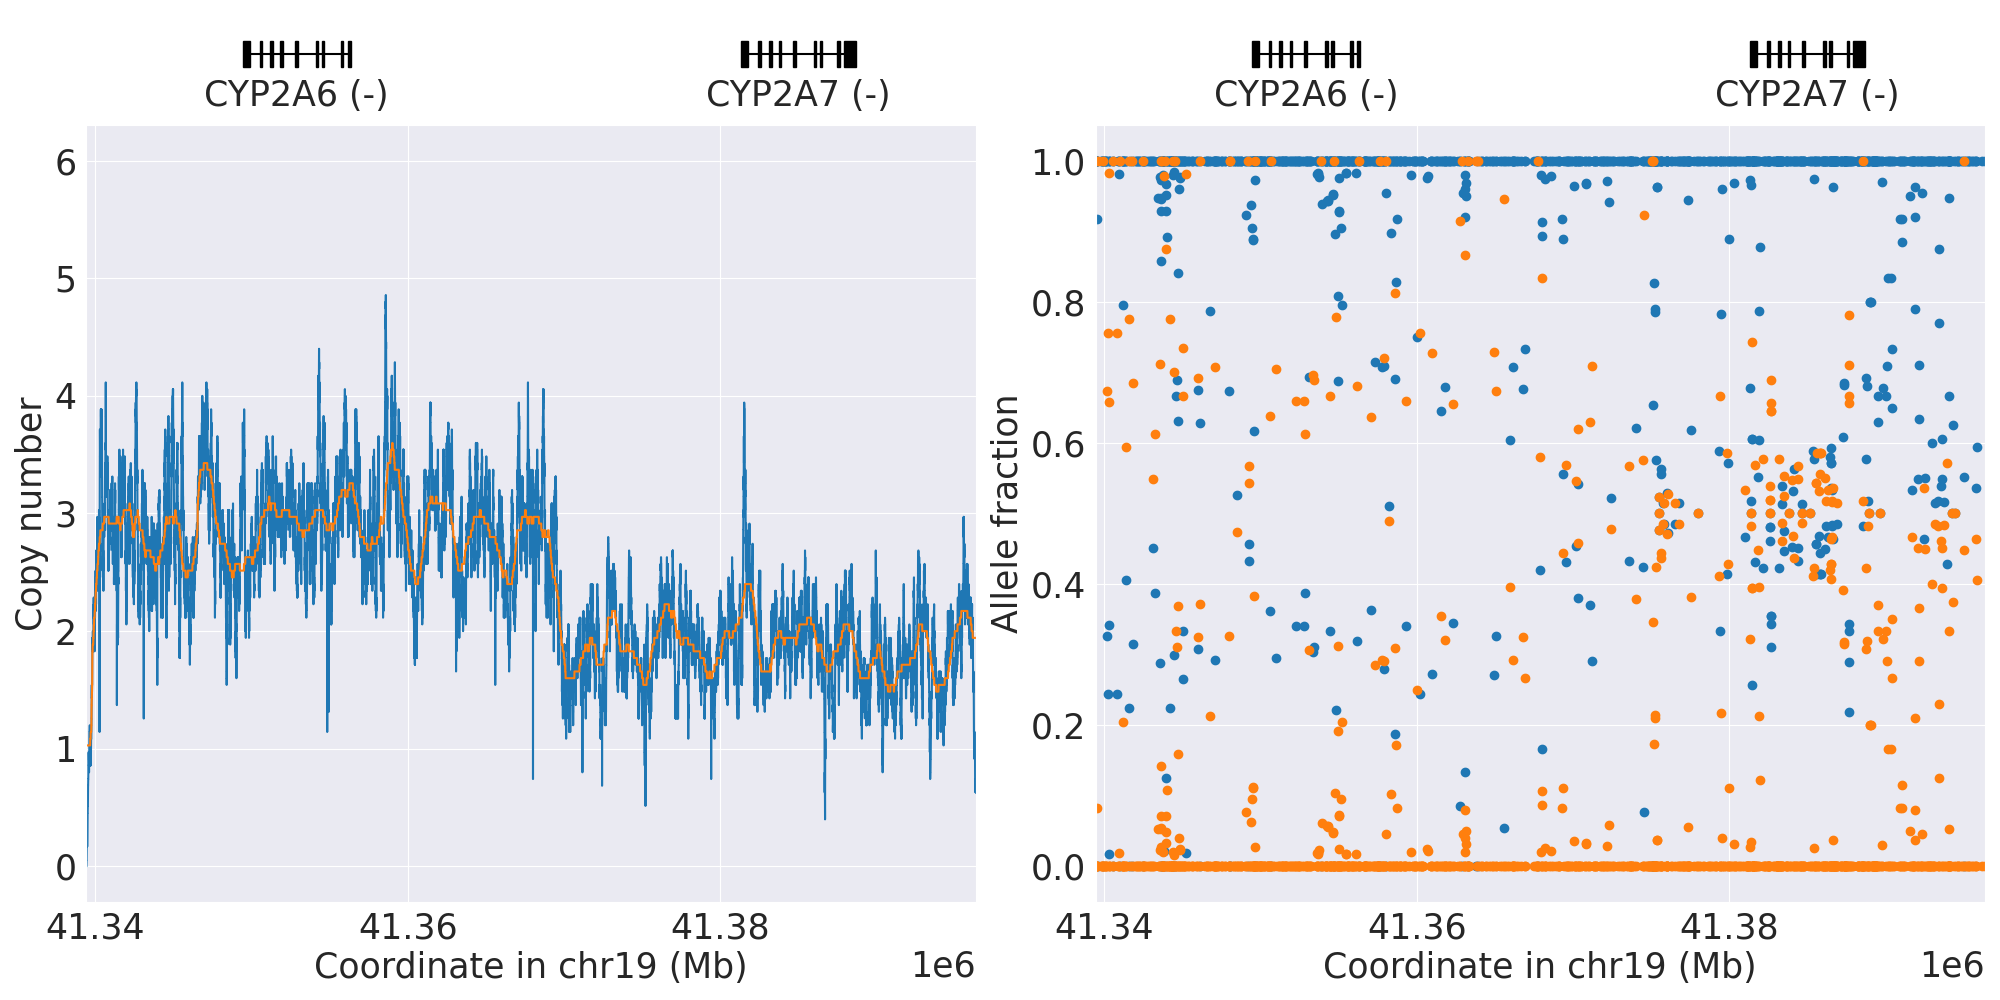 CYP2A6 (-)
CYP2A7 (-)
6
5
4
3
2
1
0
Copy number
41.34
41.36
41.38
Coordinate in chr19 (Mb)
1e6
CYP2A6 (-)
CYP2A7 (-)
1.0
0.8
0.6
0.4
0.2
0.0
Allele fraction
41.34
41.36
41.38
Coordinate in chr19 (Mb)
1e6